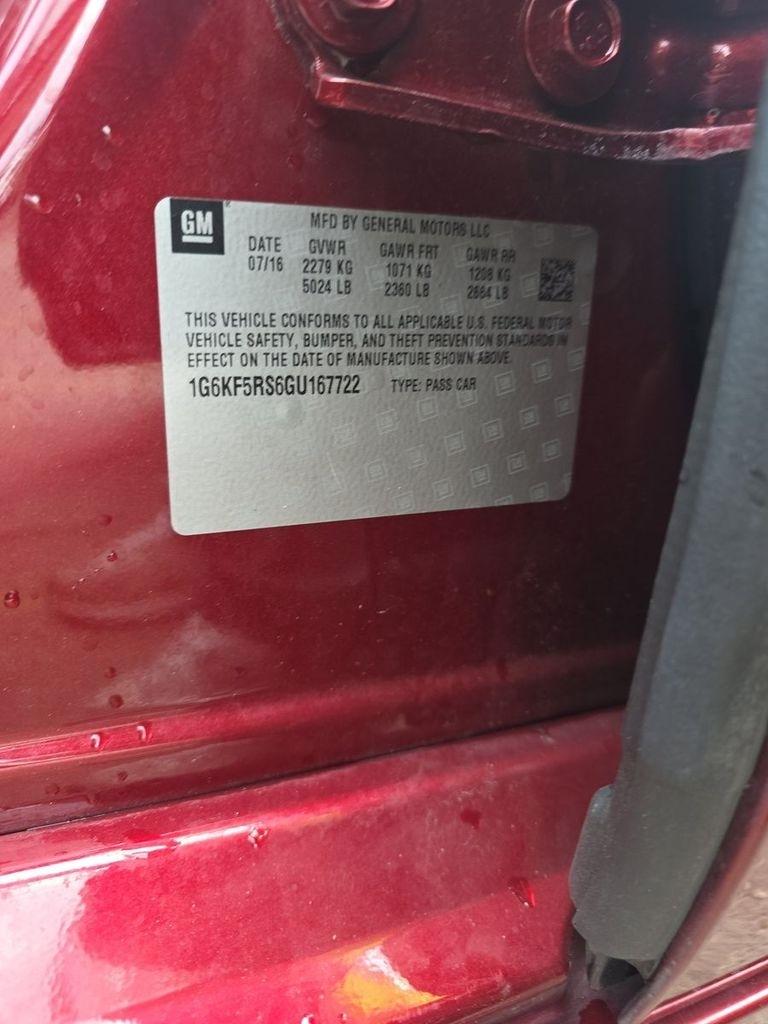 GM
MFD BY GENERAL MOTORS LLC
DATE GVWR GAWR FRT GAWR RR
07/16 2279 KG 1071 KG 1208 KG
5024 LB 2360 LB 2664 LB
THIS VEHICLE CONFORMS TO ALL APPLICABLE U.S. FEDERAL MOTOR
VEHICLE SAFETY, BUMPER, AND THEFT PREVENTION STANDARDS IN
EFFECT ON THE DATE OF MANUFACTURE SHOWN ABOVE.
1G6KF5RS6GU167722 TYPE: PASS CAR